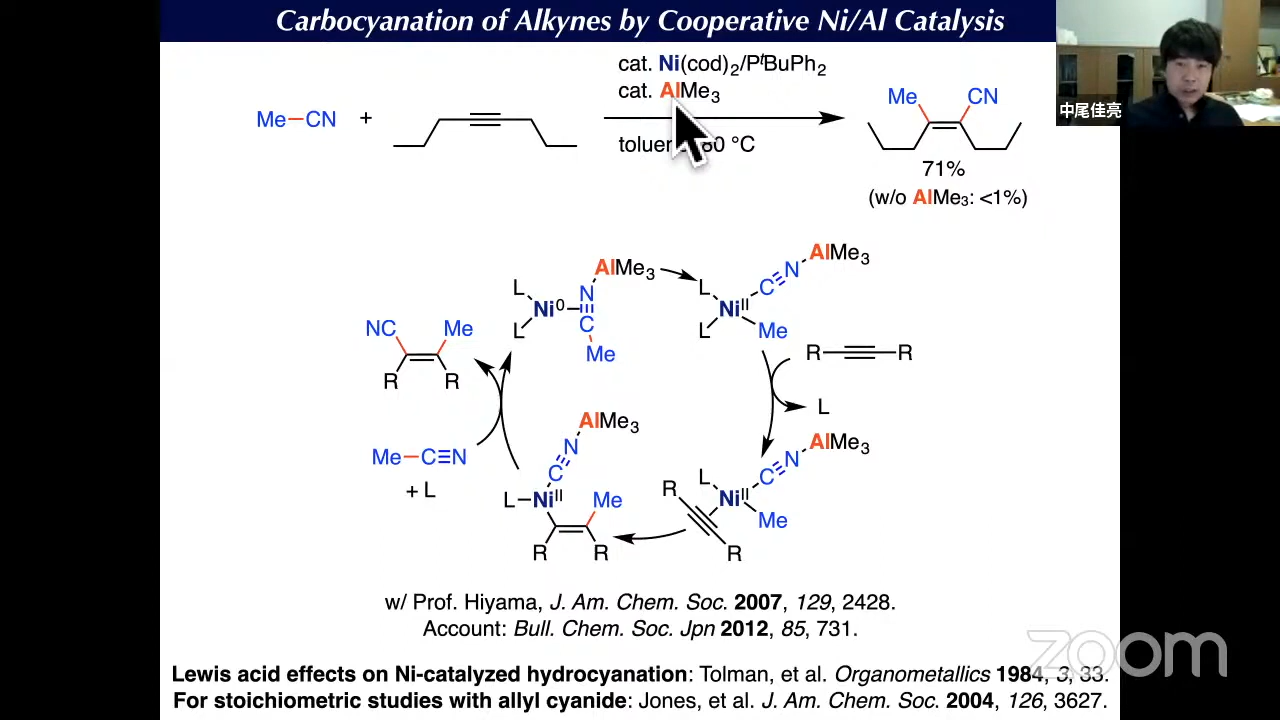 Carbocyanation of Alkynes by Cooperative Ni/Al Catalysis
中尾佳亮
cat. Ni(cod)2/PtBuPh2
cat. AlMe3
Me–CN +
toluene 80 °C
Me CN
71%
(w/o AlMe3: <1%)
AlMe3
L N
Ni0 C
L Me
AlMe3
L C≡N
NiII
L Me
R R
L
AlMe3
L C≡N
R NiII
Me
R
AlMe3
C≡N
L–NiII Me
R R
NC Me
R R
Me–C≡N
+ L
w/ Prof. Hiyama, J. Am. Chem. Soc. 2007, 129, 2428.
Account: Bull. Chem. Soc. Jpn 2012, 85, 731.
Lewis acid effects on Ni-catalyzed hydrocyanation: Tolman, et al. Organometallics 1984, 3, 33.
For stoichiometric studies with allyl cyanide: Jones, et al. J. Am. Chem. Soc. 2004, 126, 3627.
zoom